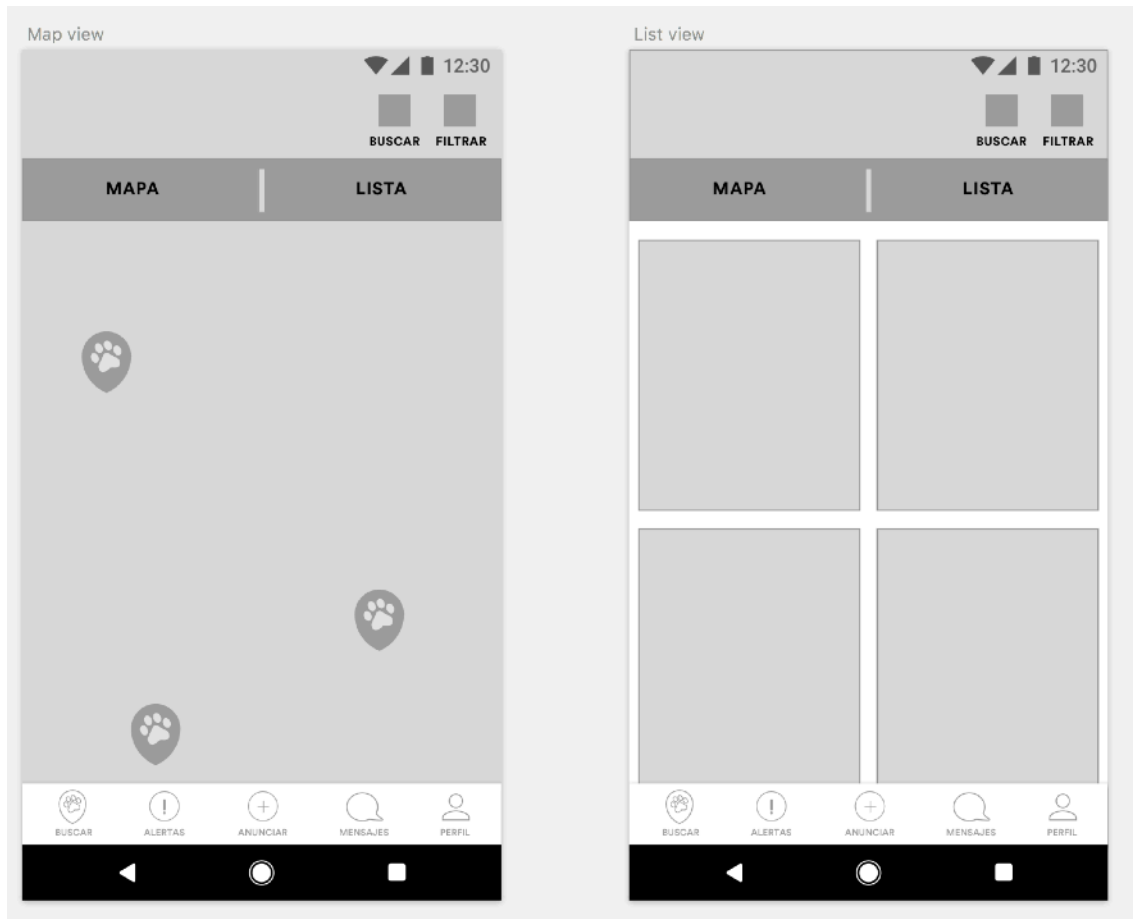 Map view
12:30
BUSCAR FILTRAR
MAPA LISTA
BUSCAR ALERTAS ANUNCIAR MENSAJES PERFIL
List view
12:30
BUSCAR FILTRAR
MAPA LISTA
BUSCAR ALERTAS ANUNCIAR MENSAJES PERFIL